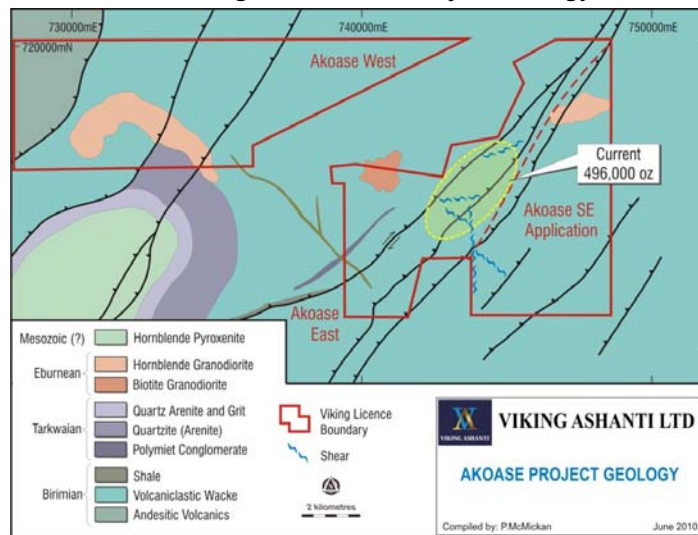 730000mE
740000mE
750000mE
720000mN
Akoase West
Current
496,000 oz
Akoase SE
Application
Akoase
East
Mesozoic (?)
Hornblende Pyroxenite
Eburnean
Hornblende Granodiorite
Biotite Granodiorite
Tarkwaian
Quartz Arenite and Grit
Quartzite (Arenite)
Polymiet Conglomerate
Birimian
Shale
Volcaniclastic Wacke
Andesitic Volcanics
Viking Licence
Boundary
Shear
2 kilometres
VIKING ASHANTI
VIKING ASHANTI LTD
AKOASE PROJECT GEOLOGY
Compiled by: P.McMickan
June 2010